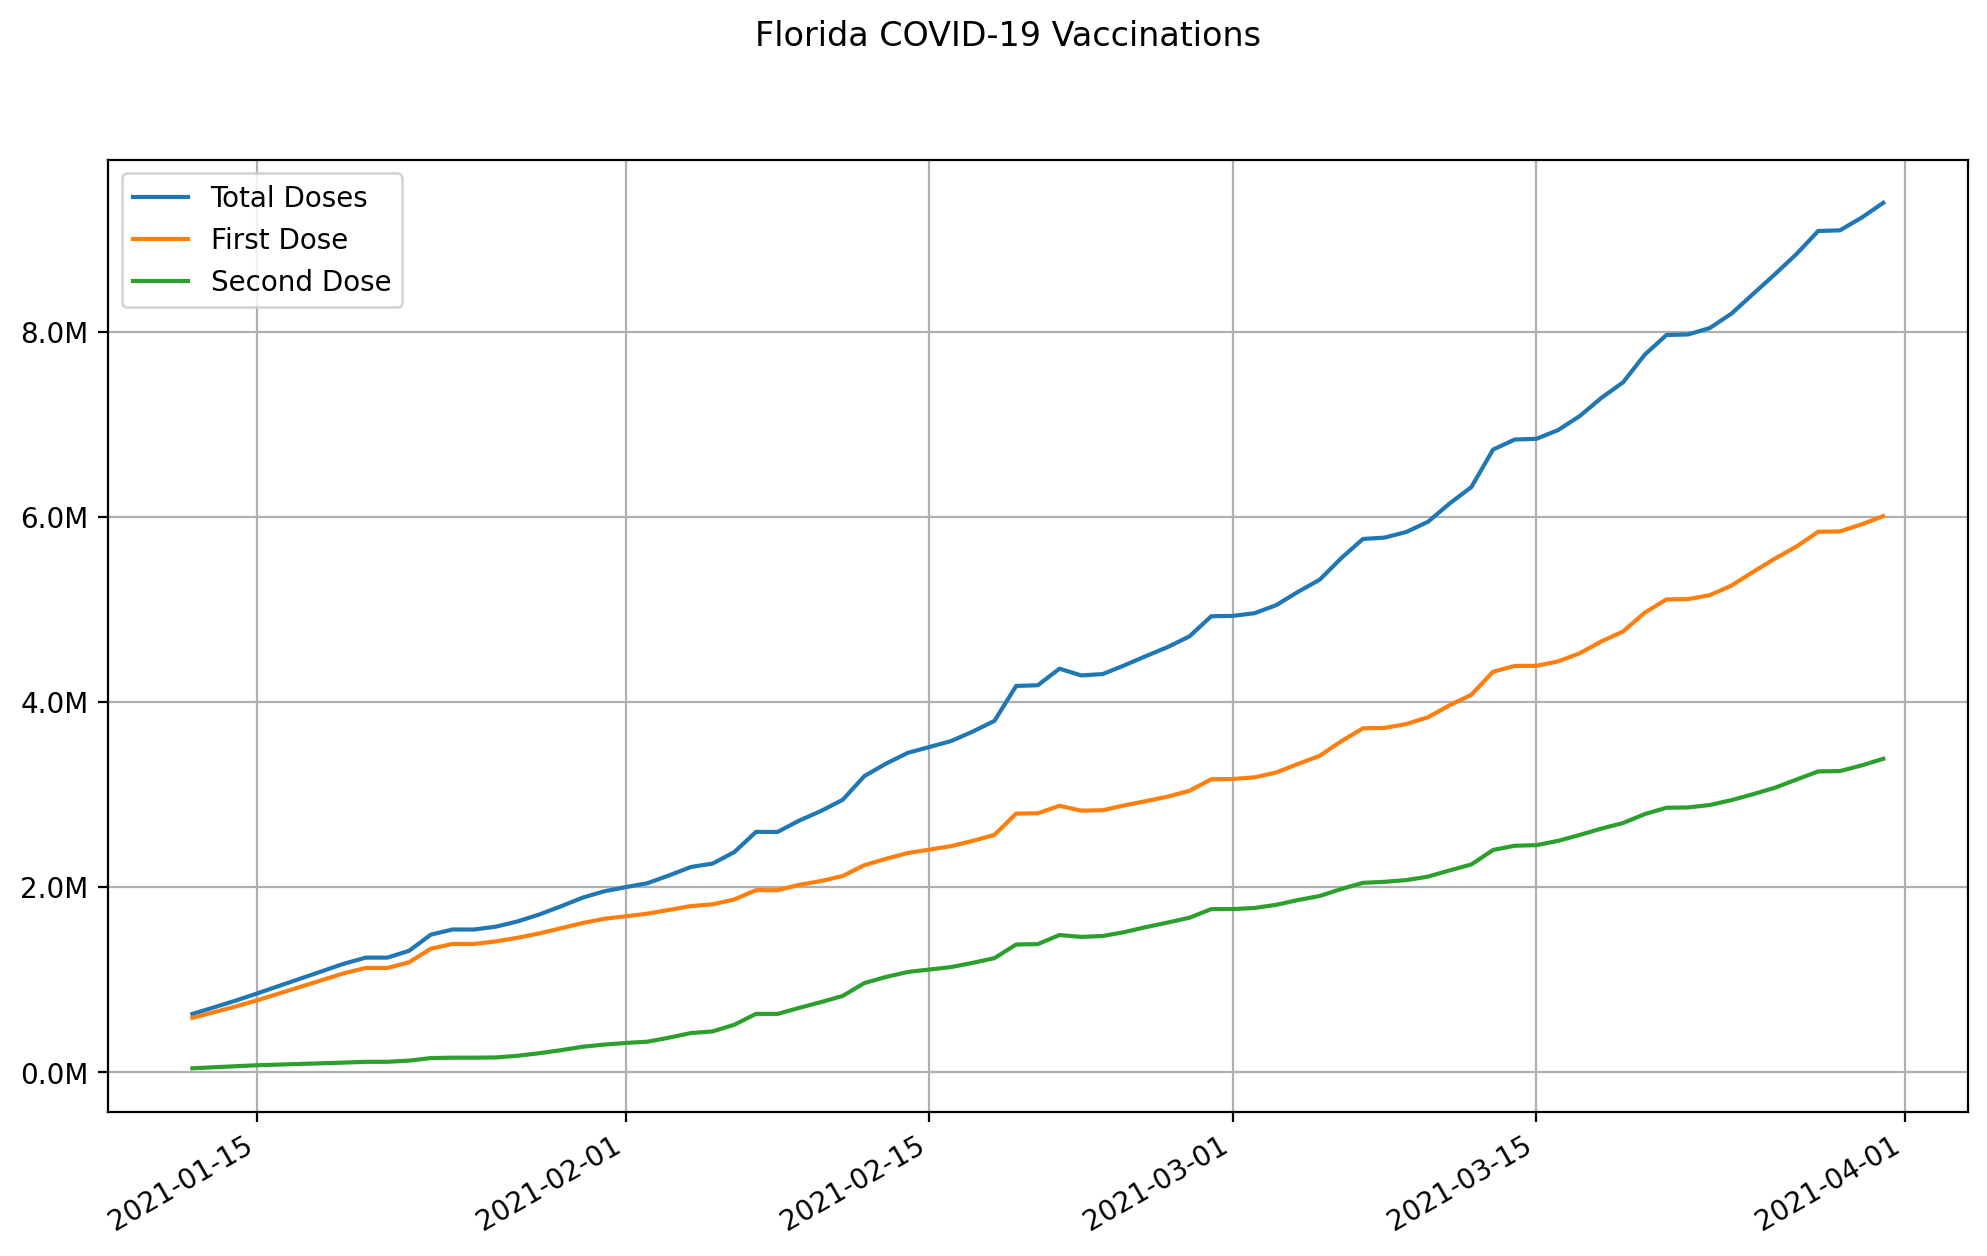 Florida COVID-19 Vaccinations
Total Doses
First Dose
Second Dose
8.0M
6.0M
4.0M
2.0M
0.0M
2021-01-15
2021-02-01
2021-02-15
2021-03-01
2021-03-15
2021-04-01